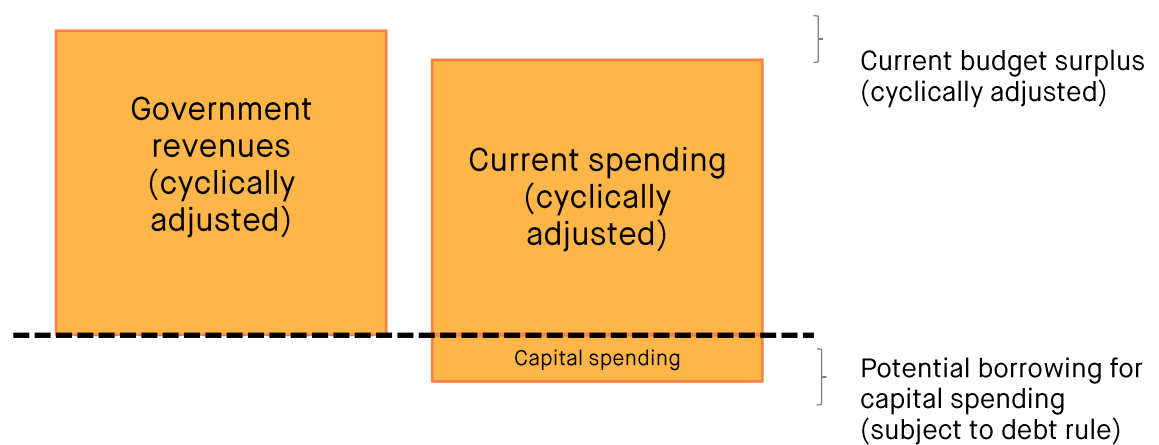 Government
revenues
(cyclically
adjusted)
Current spending
(cyclically
adjusted)
Capital spending
Current budget surplus
(cyclically adjusted)
Potential borrowing for
capital spending
(subject to debt rule)